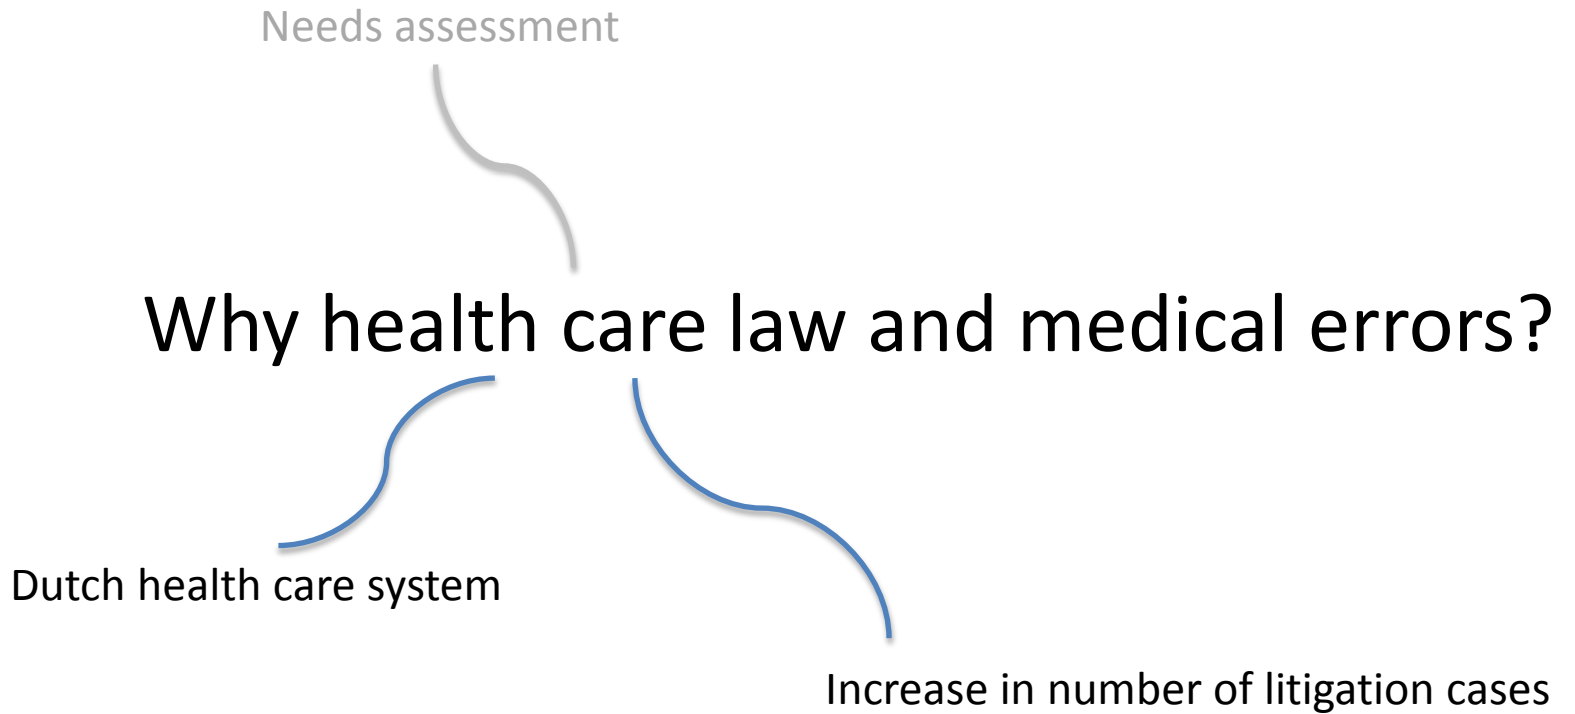 Needs assessment
Why health care law and medical errors?
Dutch health care system
Increase in number of litigation cases